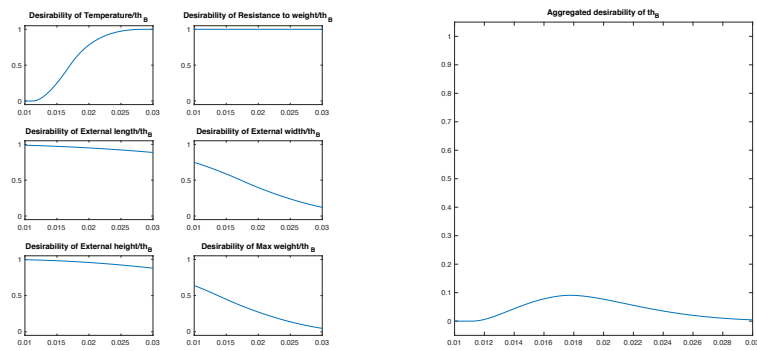 Desirability of Temperature/th_B
1
0.5
0
0.01 0.015 0.02 0.025 0.03
Desirability of Resistance to weight/th_B
1
0.5
0
0.01 0.015 0.02 0.025 0.03
Desirability of External length/th_B
1
0.5
0
0.01 0.015 0.02 0.025 0.03
Desirability of External width/th_B
1
0.5
0
0.01 0.015 0.02 0.025 0.03
Desirability of External height/th_B
1
0.5
0
0.01 0.015 0.02 0.025 0.03
Desirability of Max weight/th_B
1
0.5
0
0.01 0.015 0.02 0.025 0.03
Aggregated desirability of th_B
1
0.9
0.8
0.7
0.6
0.5
0.4
0.3
0.2
0.1
0
0.01 0.012 0.014 0.016 0.018 0.02 0.022 0.024 0.026 0.028 0.03